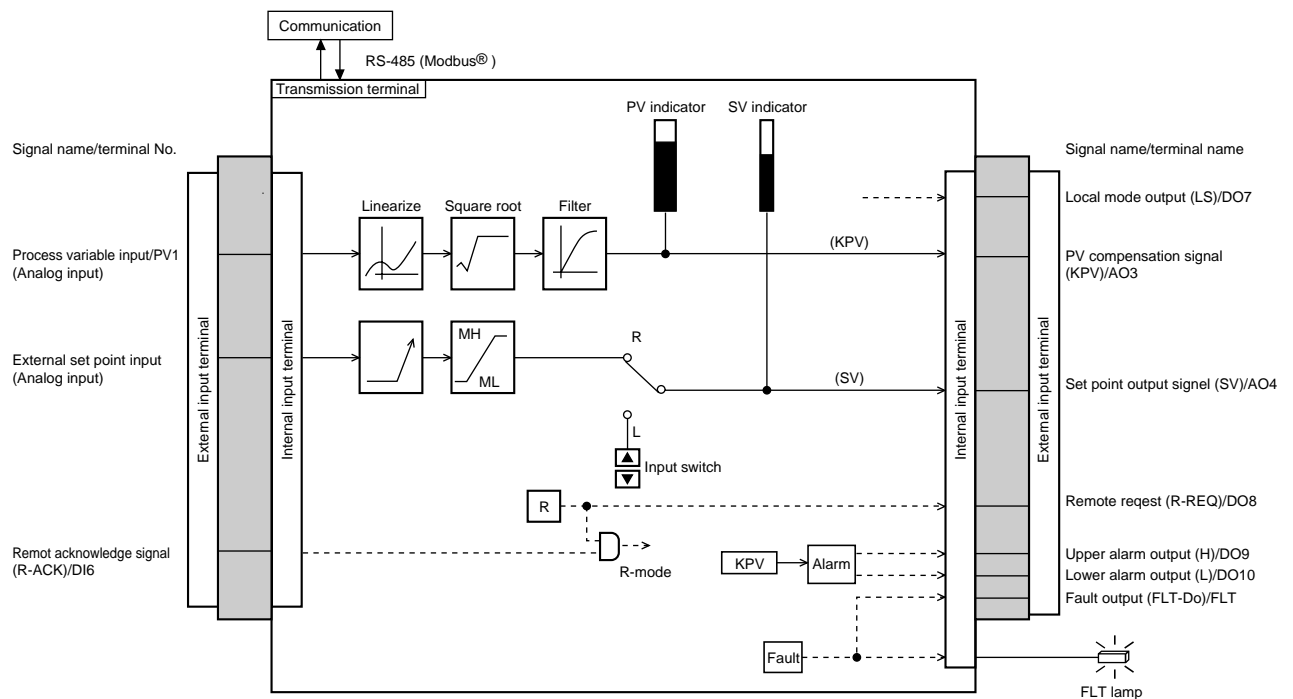 Communication
RS-485 (Modbus® )
Transmission terminal
PV indicator
SV indicator
Signal name/terminal No.
Signal name/terminal name
Local mode output (LS)/DO7
Linearize
Square root
Filter
Process variable input/PV1
(Analog input)
(KPV)
PV compensation signal
(KPV)/AO3
External set point input
(Analog input)
MH
ML
R
(SV)
Set point output signel (SV)/AO4
External input terminal
Internal input terminal
Internal input terminal
External input terminal
L
Input switch
R
Remote reqest (R-REQ)/DO8
Remot acknowledge signal
(R-ACK)/DI6
R-mode
KPV
Alarm
Upper alarm output (H)/DO9
Lower alarm output (L)/DO10
Fault output (FLT-Do)/FLT
Fault
FLT lamp